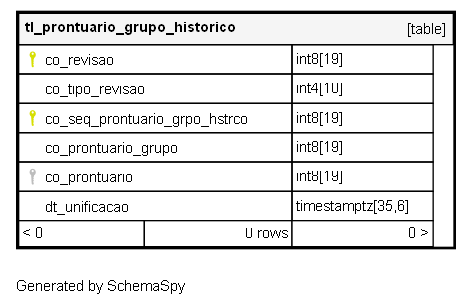 tl_prontuario_grupo_historico [table]
co_revisao int8[19]
co_tipo_revisao int4[10]
co_seq_prontuario_grpo_hstrco int8[19]
co_prontuario_grupo int8[19]
co_prontuario int8[19]
dt_unificacao timestamptz[35,6]
< 0 0 rows 0 >
Generated by SchemaSpy